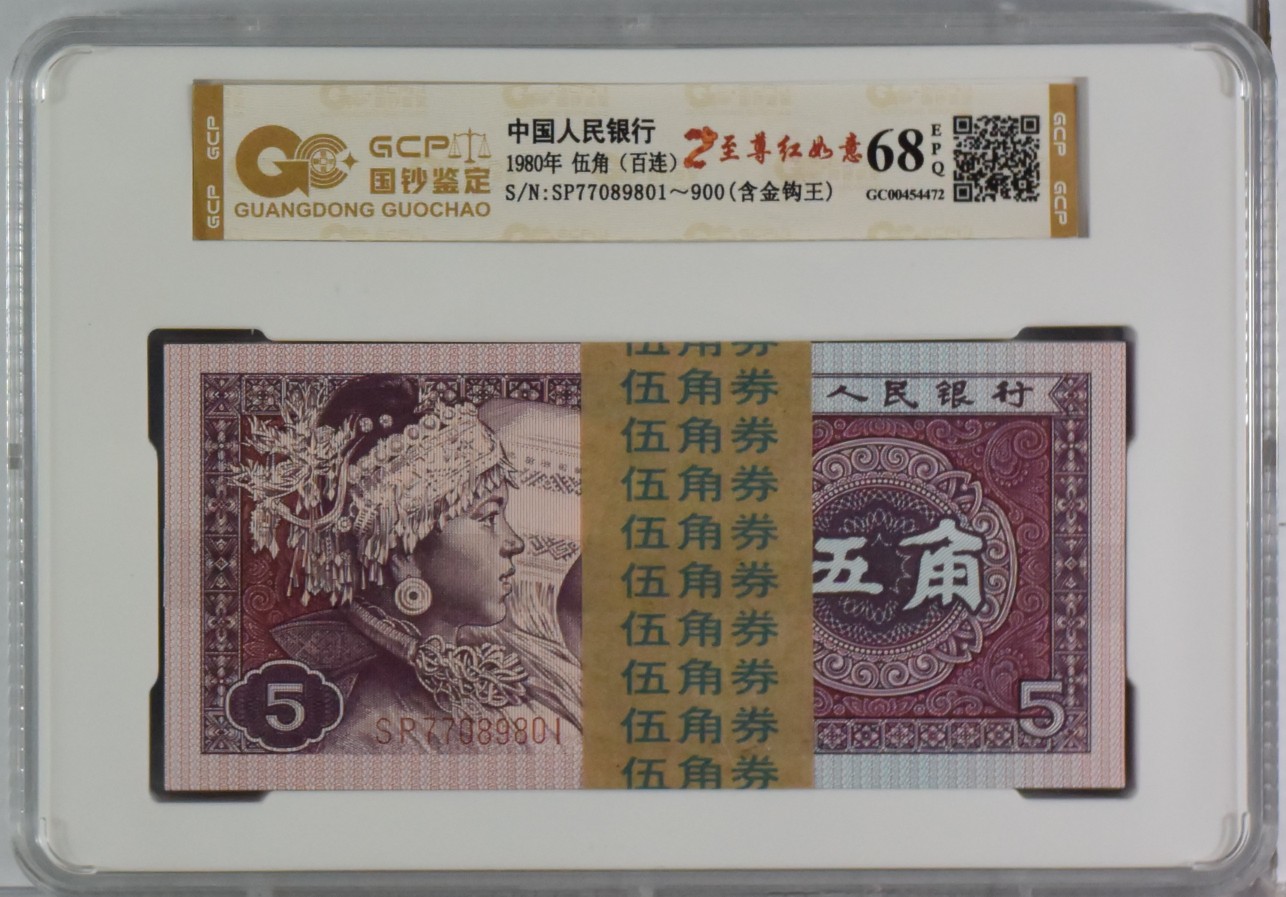 GCP
GCP
GCP
国钞鉴定
GUANGDONG GUOCHAO
中国人民银行
1980年 伍角（百连）
S/N:SP77089801～900(含金钩王)
至尊红如意
68
EPQ
GC00454472
GCP
GCP
伍角券
伍角券
伍角券
伍角券
伍角券
伍角券
伍角券
伍角券
伍角券
伍角券
人民银行
五角
5
SP77089801
5